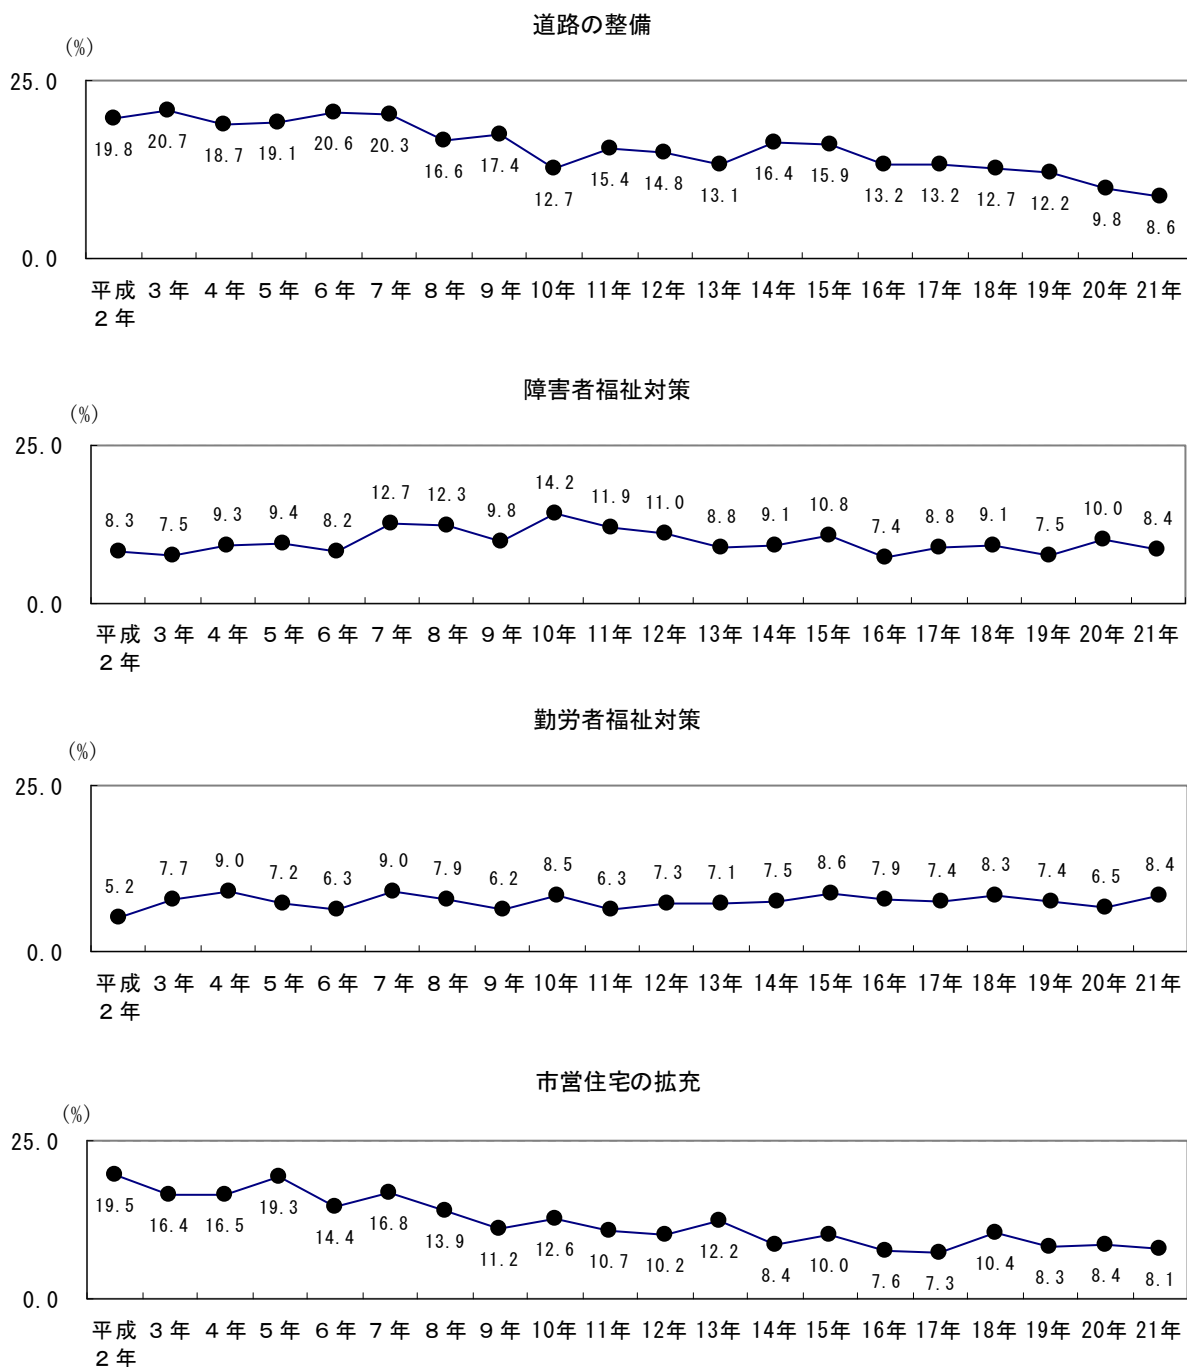 道路の整備
(%)
25.0
19.8 20.7 18.7 19.1 20.6 20.3 16.6 17.4 12.7 15.4 14.8 13.1 16.4 15.9 13.2 13.2 12.7 12.2 9.8 8.6
0.0
平成 3年 4年 5年 6年 7年 8年 9年 10年 11年 12年 13年 14年 15年 16年 17年 18年 19年 20年 21年
2年
障害者福祉対策
(%)
25.0
8.3 7.5 9.3 9.4 8.2 12.7 12.3 9.8 14.2 11.9 11.0 8.8 9.1 10.8 7.4 8.8 9.1 7.5 10.0 8.4
0.0
平成 3年 4年 5年 6年 7年 8年 9年 10年 11年 12年 13年 14年 15年 16年 17年 18年 19年 20年 21年
2年
勤労者福祉対策
(%)
25.0
5.2 7.7 9.0 7.2 6.3 9.0 7.9 6.2 8.5 6.3 7.3 7.1 7.5 8.6 7.9 7.4 8.3 7.4 6.5 8.4
0.0
平成 3年 4年 5年 6年 7年 8年 9年 10年 11年 12年 13年 14年 15年 16年 17年 18年 19年 20年 21年
2年
市営住宅の拡充
(%)
25.0
19.5 16.4 16.5 19.3 14.4 16.8 13.9 11.2 12.6 10.7 10.2 12.2 8.4 10.0 7.6 7.3 10.4 8.3 8.4 8.1
0.0
平成 3年 4年 5年 6年 7年 8年 9年 10年 11年 12年 13年 14年 15年 16年 17年 18年 19年 20年 21年
2年